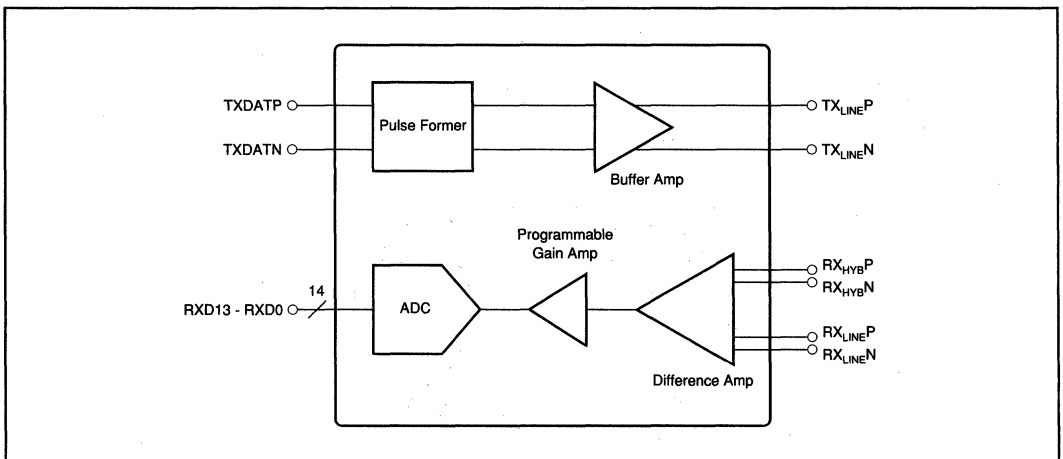 TXDATP
TXDATN
Pulse Former
Buffer Amp
TXLINEP
TXLINEN
Programmable
Gain Amp
RXD13 - RXD0
14
ADC
Difference Amp
RXHYBP
RXHYBN
RXLINEP
RXLINEN